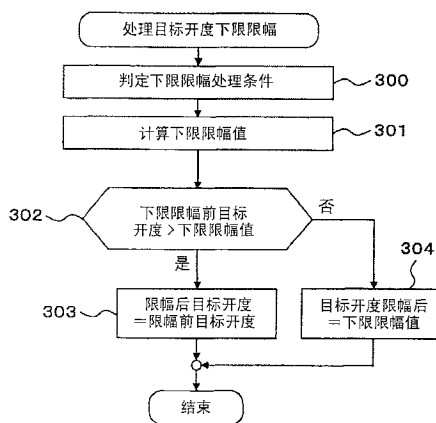 处理目标开度下限限幅
判定下限限幅处理条件
300
计算下限限幅值
301
302
下限限幅前目标
开度>下限限幅值
否
是
304
303
限幅后目标开度
=限幅前目标开度
目标开度限幅后
=下限限幅值
结束